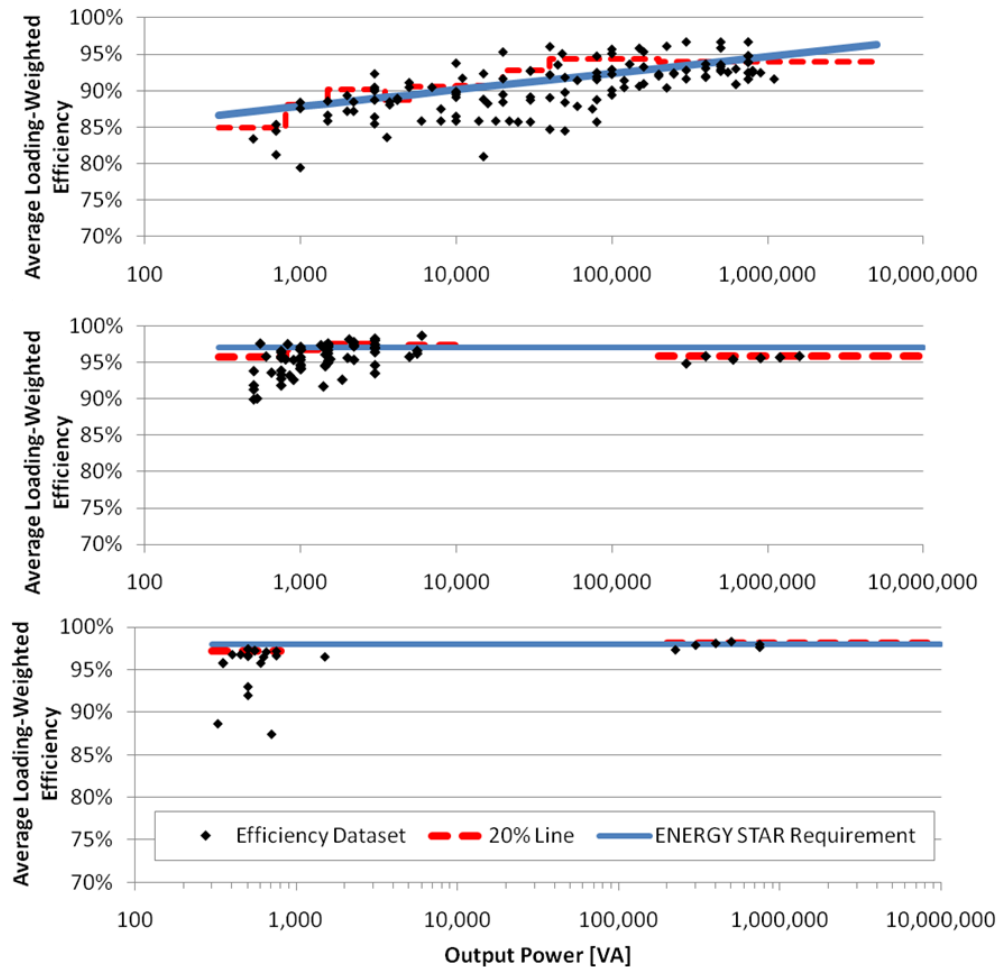 Average Loading-Weighted
Efficiency
100%
95%
90%
85%
80%
75%
70%
100 1,000 10,000 100,000 1,000,000 10,000,000
Average Loading-Weighted
Efficiency
100%
95%
90%
85%
80%
75%
70%
100 1,000 10,000 100,000 1,000,000 10,000,000
Average Loading-Weighted
Efficiency
100%
95%
90%
85%
80%
75%
70%
Efficiency Dataset 20% Line ENERGY STAR Requirement
100 1,000 10,000 100,000 1,000,000 10,000,000
Output Power [VA]